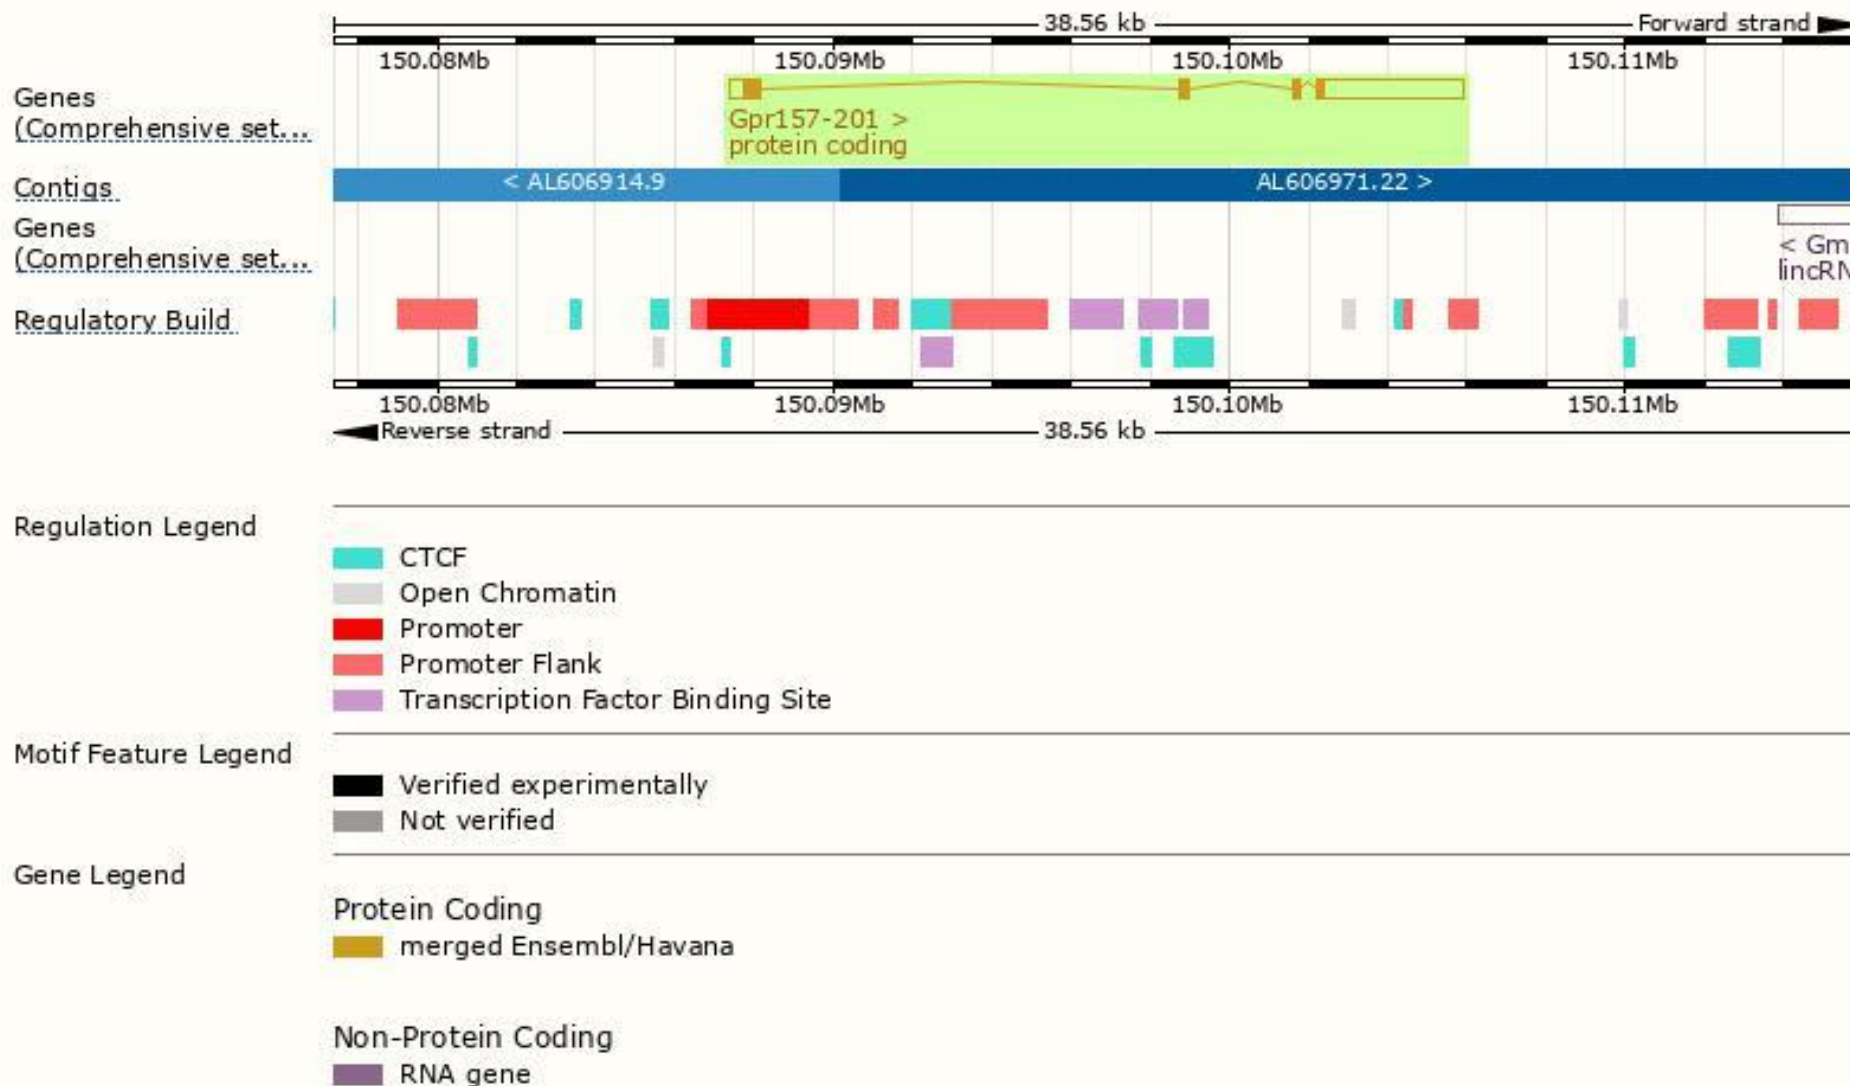 38.56 kb Forward strand
150.08Mb 150.09Mb 150.10Mb 150.11Mb
Genes
(Comprehensive set...
Gpr157-201 >
protein coding
Contigs < AL606914.9 AL606971.22 >
Genes
(Comprehensive set...
< Gm
lincRN
Regulatory Build
150.08Mb 150.09Mb 150.10Mb 150.11Mb
Reverse strand 38.56 kb
Regulation Legend
CTCF
Open Chromatin
Promoter
Promoter Flank
Transcription Factor Binding Site
Motif Feature Legend
Verified experimentally
Not verified
Gene Legend
Protein Coding
merged Ensembl/Havana
Non-Protein Coding
RNA gene